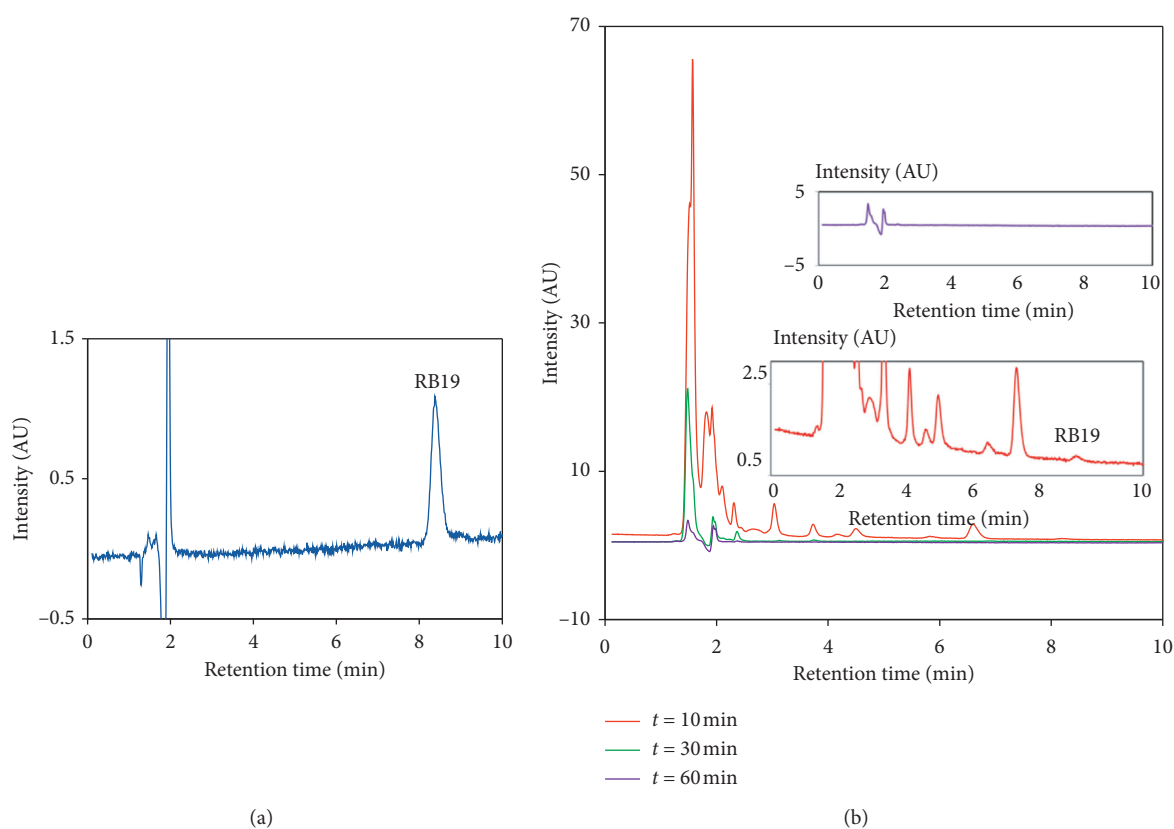 1.5
0.5
−0.5
Intensity (AU)
RB19
0 2 4 6 8 10
Retention time (min)
(a)
70
50
30
10
−10
Intensity (AU)
Intensity (AU)
5
−5
0 2 4 6 8 10
Retention time (min)
Intensity (AU)
2.5
0.5
RB19
0 2 4 6 8 10
Retention time (min)
0 2 4 6 8 10
Retention time (min)
t = 10 min
t = 30 min
t = 60 min
(b)